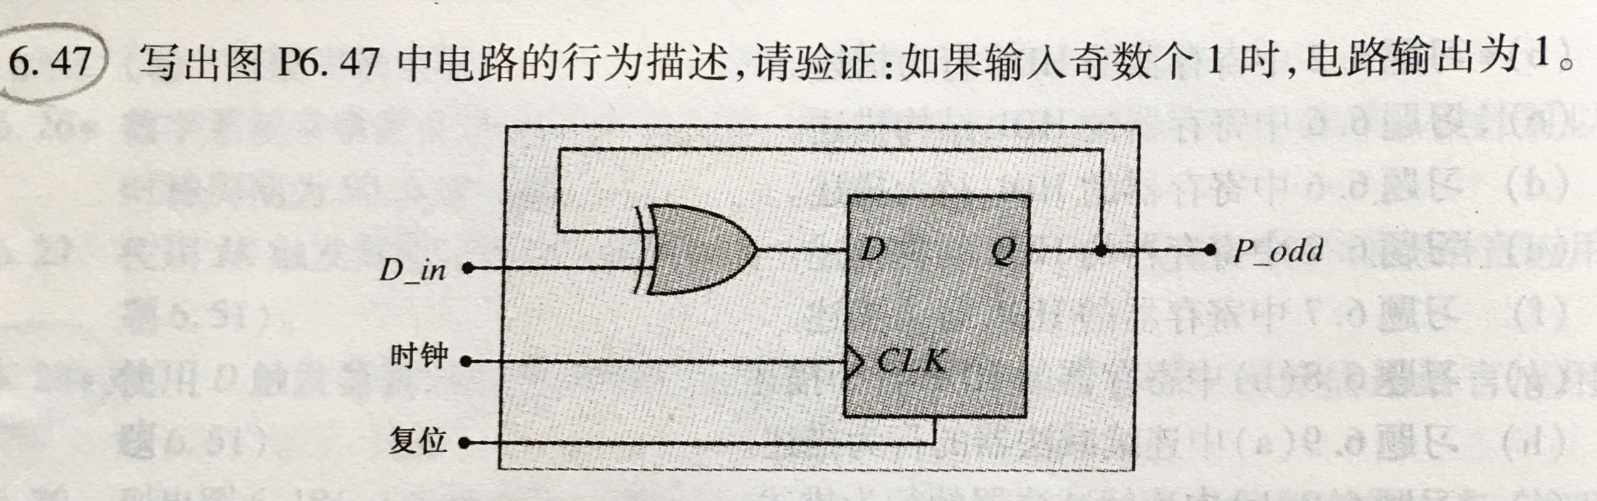 6.47 写出图 P6.47 中电路的行为描述,请验证:如果输入奇数个 1 时,电路输出为 1。
D_in
D
Q
P_odd
时钟
CLK
复位